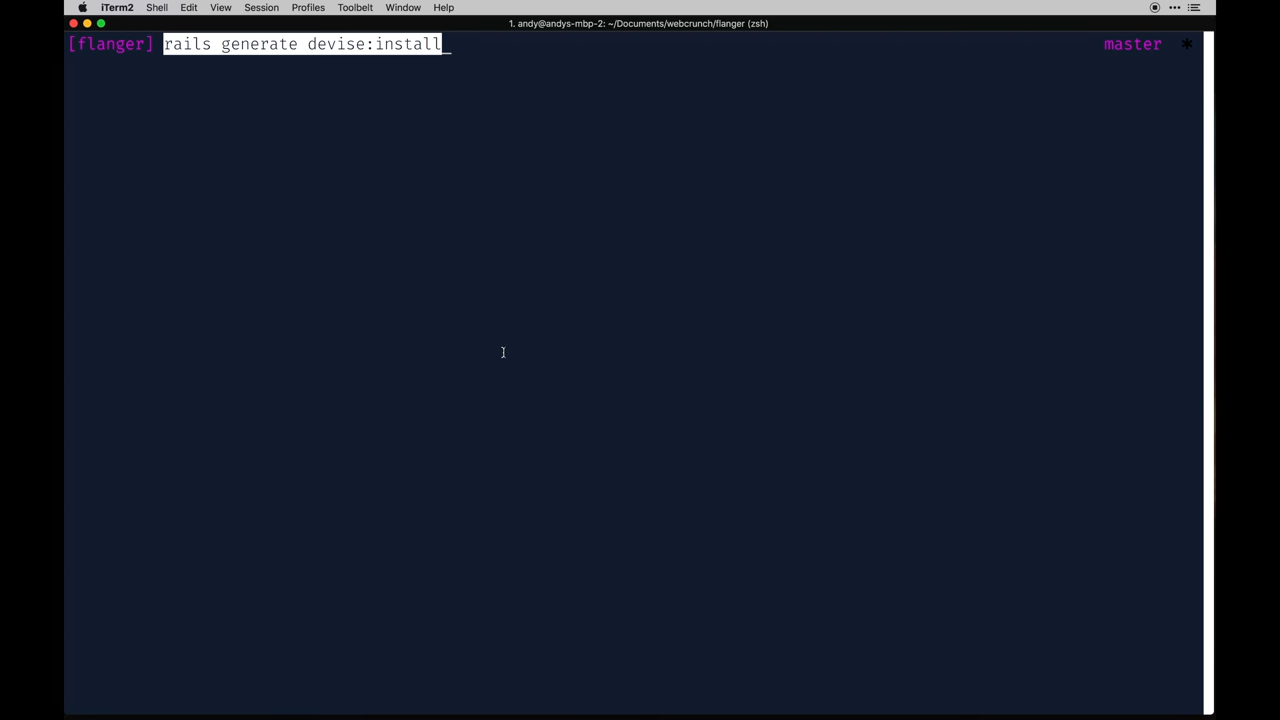 iTerm2 Shell Edit View Session Profiles Toolbelt Window Help
1. andy@andys-mbp-2: ~/Documents/webcrunch/flanger (zsh)
[flanger] rails generate devise:install_ master *